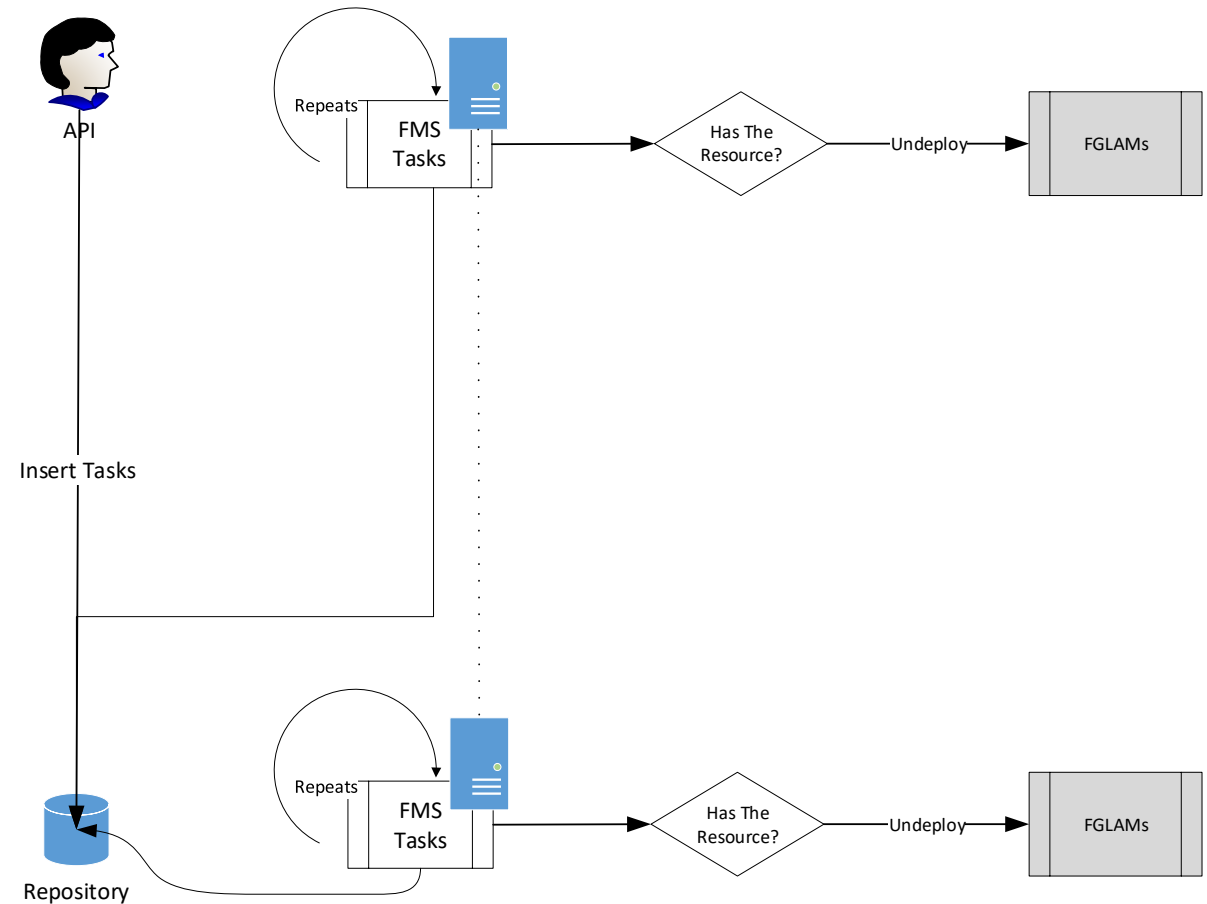 API
Repeats
FMS
Tasks
Has The
Resource?
Undeploy
FGLAMs
Insert Tasks
Repeats
FMS
Tasks
Has The
Resource?
Undeploy
FGLAMs
Repository